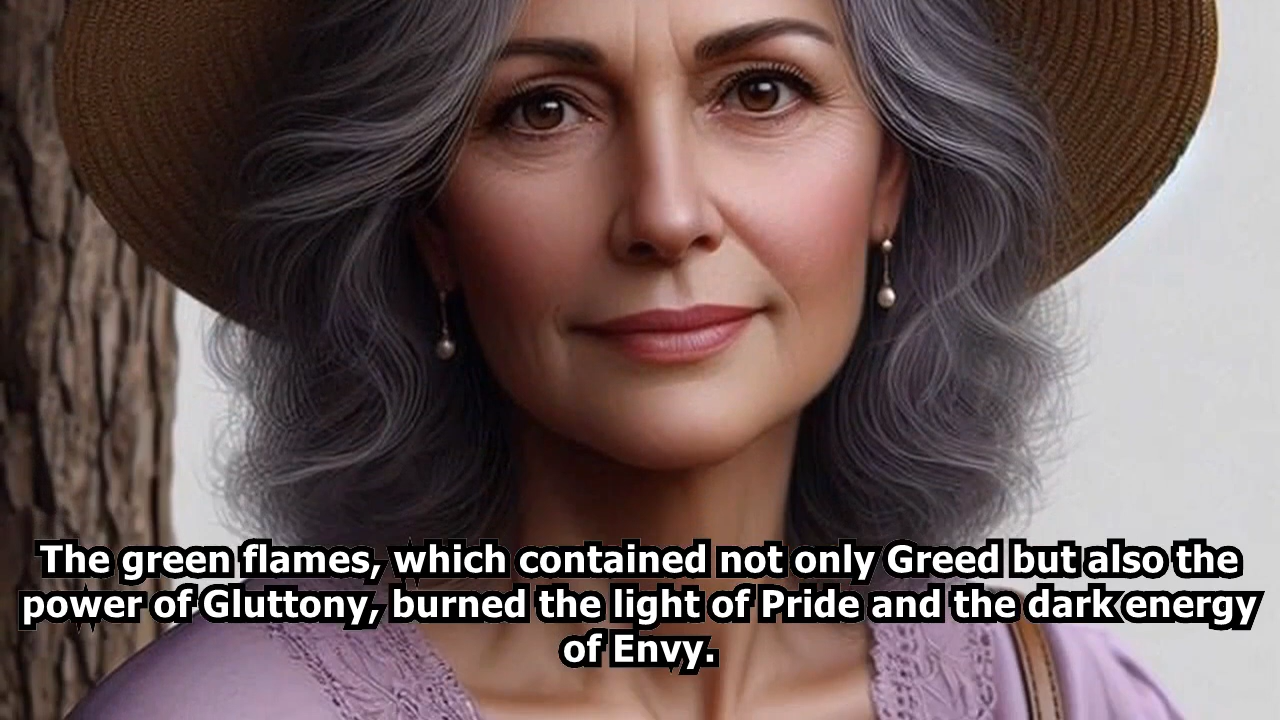 The green flames, which contained not only Greed but also the
power of Gluttony, burned the light of Pride and the dark energy
of Envy.